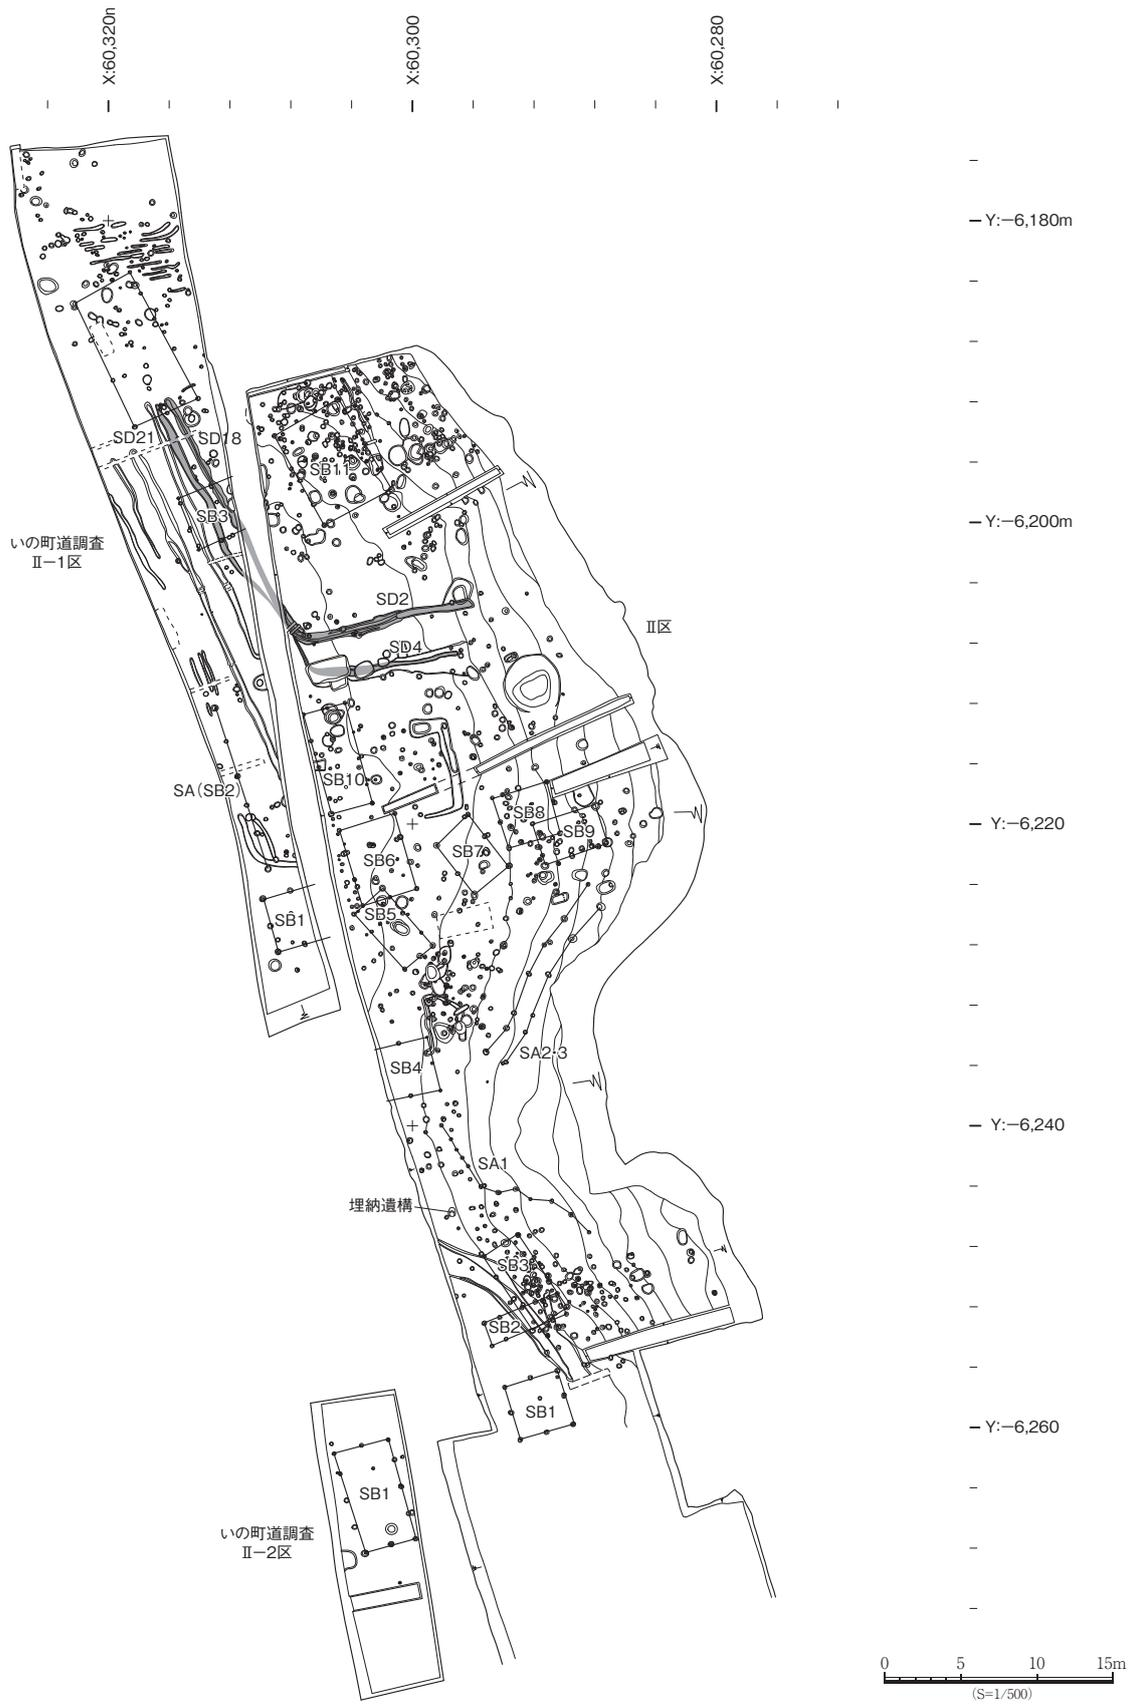 X:60,320n
X:60,300
X:60,280
Y:−6,180m
SD21
SD18
SB11
SB3
Y:−6,200m
いの町道調査
Ⅱ−1区
SD2
Ⅱ区
SD4
SB10
SA(SB2)
SB8
Y:−6,220
SB9
SB7
SB6
SB5
SB1
SA2·3
SB4
Y:−6,240
SA1
埋納遺構
SB3
SB2
SB1
Y:−6,260
SB1
いの町道調査
Ⅱ−2区
0 5 10 15m
(S=1/500)